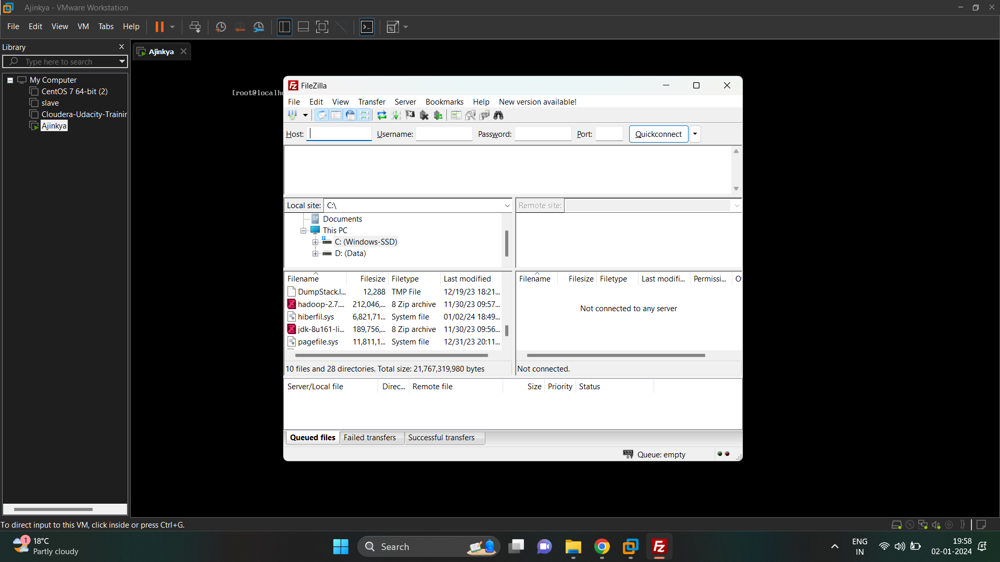 Ajinkya - VMware Workstation
File Edit View VM Tabs Help
Library
Type here to search
My Computer
CentOS 7 64-bit (2)
slave
Cloudera-Udacity-Trainir
Ajinkya
Ajinkya
[root@localho
FileZilla
File Edit View Transfer Server Bookmarks Help New version available!
Host: Username: Password: Port: Quickconnect
Local site: C:\
Documents
This PC
C: (Windows-SSD)
D: (Data)
Remote site:
Filename Filesize Filetype Last modified
DumpStack.l... 12,288 TMP File 12/19/23 18:21...
hadoop-2.7.... 212,046,... 8 Zip archive 11/30/23 09:57...
hiberfil.sys 6,821,71... System file 01/02/24 18:49...
jdk-8u161-li... 189,756,... 8 Zip archive 11/30/23 09:56...
pagefile.sys 11,811,1... System file 12/31/23 20:11...
10 files and 28 directories. Total size: 21,767,319,980 bytes
Filename Filesize Filetype Last modifi... Permissi... O
Not connected to any server
Not connected.
Server/Local file Direc... Remote file Size Priority Status
Queued files Failed transfers Successful transfers
Queue: empty
To direct input to this VM, click inside or press Ctrl+G.
1
18°C
Partly cloudy
Search
ENG
IN
19:58
02-01-2024